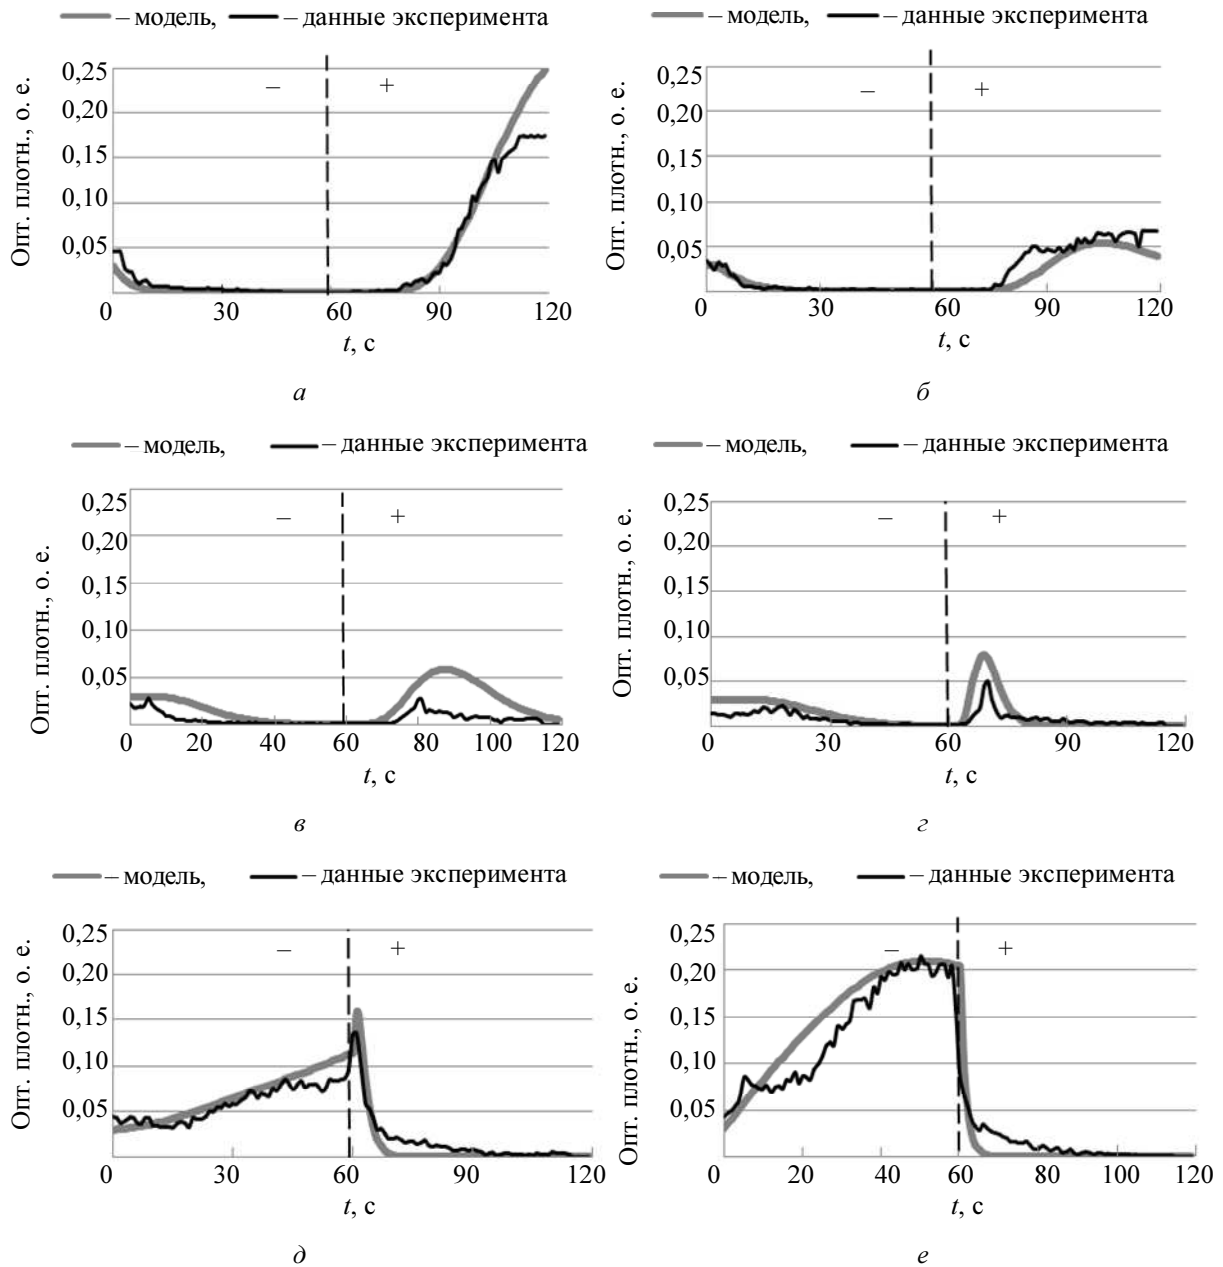 – модель, – данные эксперимента
– модель, – данные эксперимента
Опт. плотн., о. е.
0,25
0,20
0,15
0,10
0,05
– +
0 30 60 90 120
t, с
а
Опт. плотн., о. е.
0,25
0,20
0,15
0,10
0,05
– +
0 30 60 90 120
t, с
б
– модель, – данные эксперимента
– модель, – данные эксперимента
Опт. плотн., о. е.
0,25
0,20
0,15
0,10
0,05
– +
0 20 40 60 80 100 120
t, с
в
Опт. плотн., о. е.
0,25
0,20
0,15
0,10
0,05
– +
0 30 60 90 120
t, с
г
– модель, – данные эксперимента
– модель, – данные эксперимента
Опт. плотн., о. е.
0,25
0,20
0,15
0,10
0,05
– +
0 30 60 90 120
t, с
д
Опт. плотн., о. е.
0,25
0,20
0,15
0,10
0,05
– +
0 20 40 60 80 100 120
t, с
е